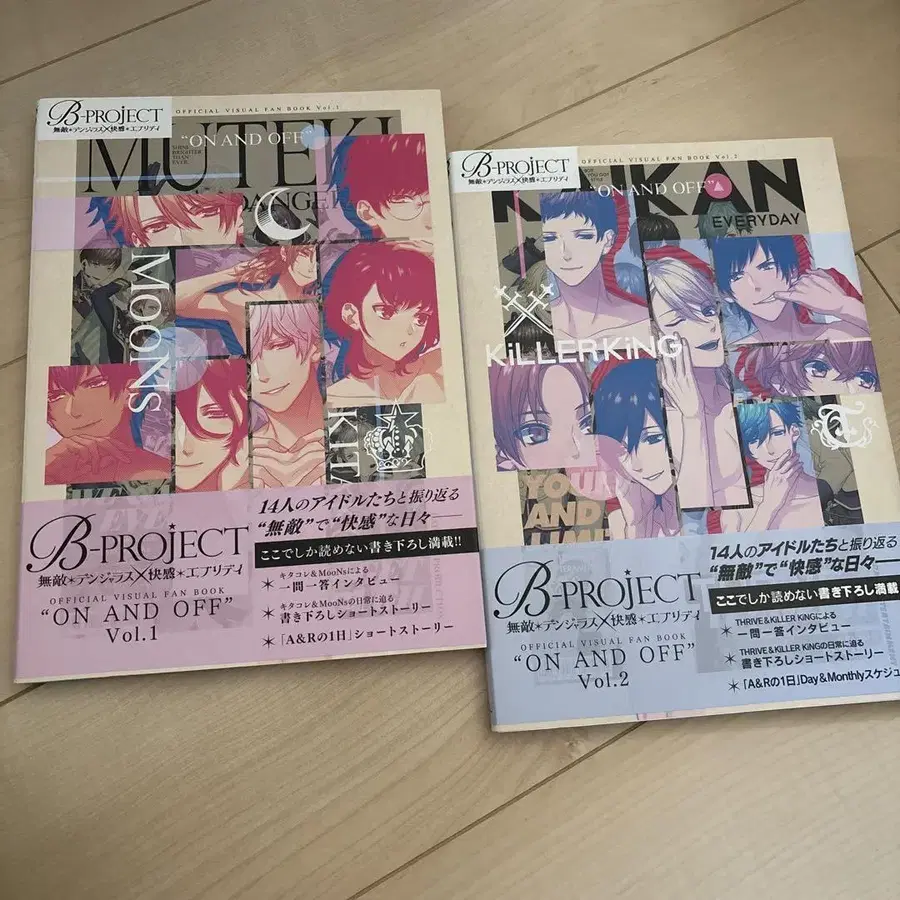 B-PROJECT
無敵*デンジャラス×快感*エブリデイ
OFFICIAL VISUAL FAN BOOK Vol.1
"ON AND OFF"
MUTEKI
SHINE
BRIGHTER
THAN
EVER.
DANGER
MooNs
KITA
14人のアイドルたちと振り返る
"無敵"で"快感"な日々――
ここでしか読めない書き下ろし満載!!
B-PROJECT
無敵*デンジャラス×快感*エブリデイ
OFFICIAL VISUAL FAN BOOK
"ON AND OFF"
Vol.1
キタコレ&MooNsによる
一問一答インタビュー
キタコレ&MooNsの日常に迫る
書き下ろしショートストーリー
「A&Rの1日」ショートストーリー
B-PROJECT
無敵*デンジャラス×快感*エブリデイ
OFFICIAL VISUAL FAN BOOK Vol.2
"ON AND OFF"
KAIKAN
EVERYDAY
KiLLER KiNG
T
YOUR
AND
LIMIT
14人のアイドルたちと振り返る
"無敵"で"快感"な日々――
ここでしか読めない書き下ろし満載
B-PROJECT
無敵*デンジャラス×快感*エブリデイ
OFFICIAL VISUAL FAN BOOK
"ON AND OFF"
Vol.2
THRIVE&KiLLER KiNGによる
一問一答インタビュー
THRIVE&KiLLER KiNGの日常に迫る
書き下ろしショートストーリー
「A&Rの1日」Day&Monthlyスケジュ